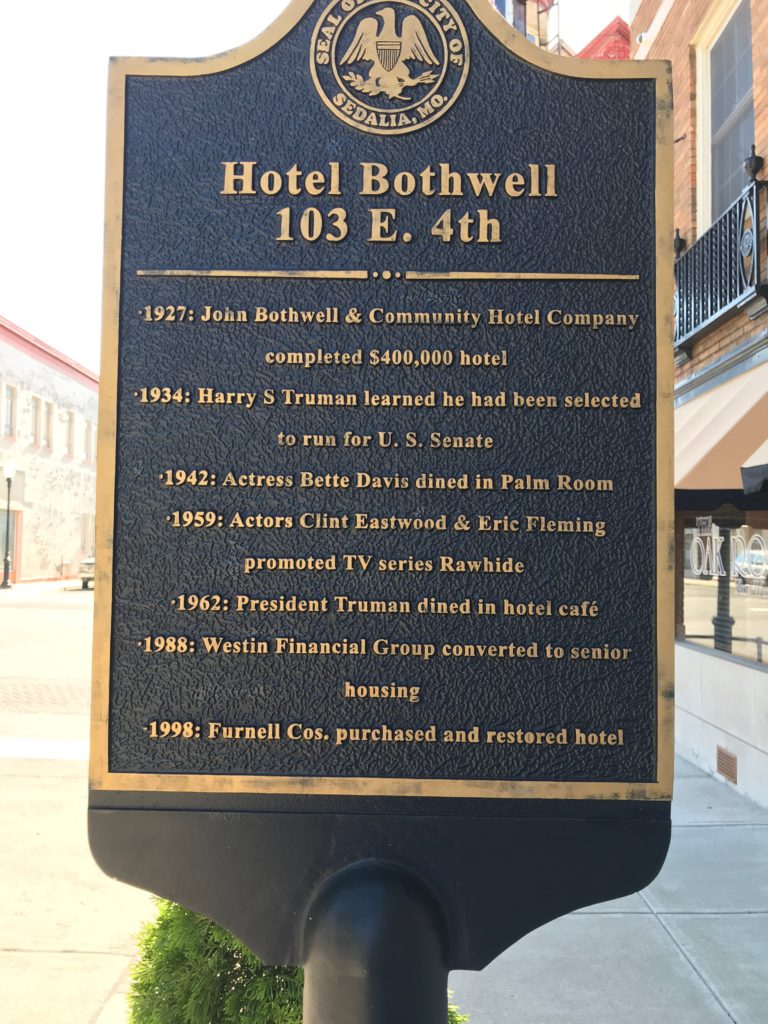 SEAL OF THE CITY OF
SEDALIA, MO.
Hotel Bothwell
103 E. 4th
·1927: John Bothwell & Community Hotel Company
completed $400,000 hotel
·1934: Harry S Truman learned he had been selected
to run for U. S. Senate
·1942: Actress Bette Davis dined in Palm Room
·1959: Actors Clint Eastwood & Eric Fleming
promoted TV series Rawhide
·1962: President Truman dined in hotel café
·1988: Westin Financial Group converted to senior
housing
·1998: Furnell Cos. purchased and restored hotel
OAK